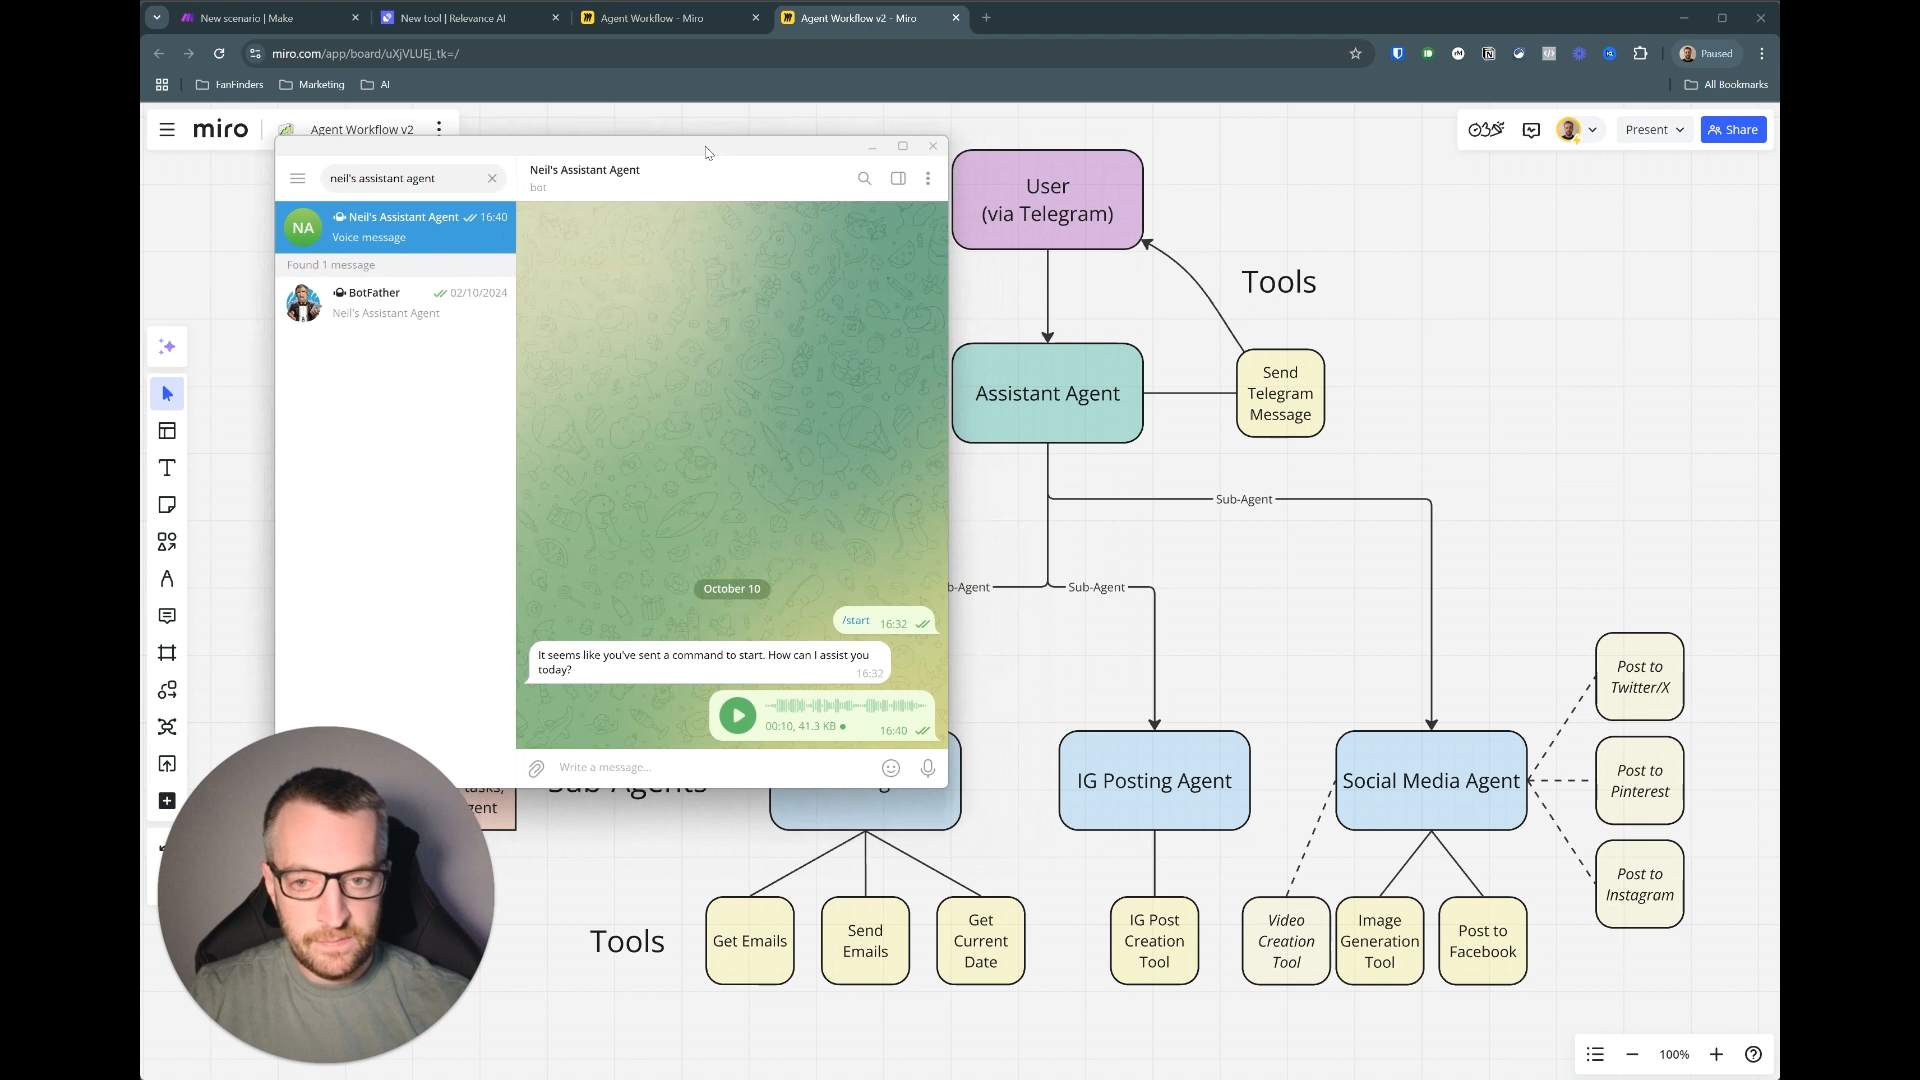 New scenario | Make
New tool | Relevance AI
Agent Workflow - Miro
Agent Workflow v2 - Miro
miro.com/app/board/uXjVLUEj_tk=/
Paused
FanFinders
Marketing
AI
All Bookmarks
miro
Agent Workflow v2
Present
Share
neil's assistant agent
NA
Neil's Assistant Agent
16:40
Voice message
Found 1 message
BotFather
02/10/2024
Neil's Assistant Agent
Neil's Assistant Agent
bot
October 10
/start
16:32
It seems like you've sent a command to start. How can I assist you
today?
16:32
00:10, 41.3 KB
16:40
Write a message...
User
(via Telegram)
Tools
Assistant Agent
Send
Telegram
Message
Sub-Agent
b-Agent
Sub-Agent
Post to
Twitter/X
Post to
Pinterest
Post to
Instagram
IG Posting Agent
Social Media Agent
tasks,
gent
Tools
Get Emails
Send
Emails
Get
Current
Date
IG Post
Creation
Tool
Video
Creation
Tool
Image
Generation
Tool
Post to
Facebook
100%